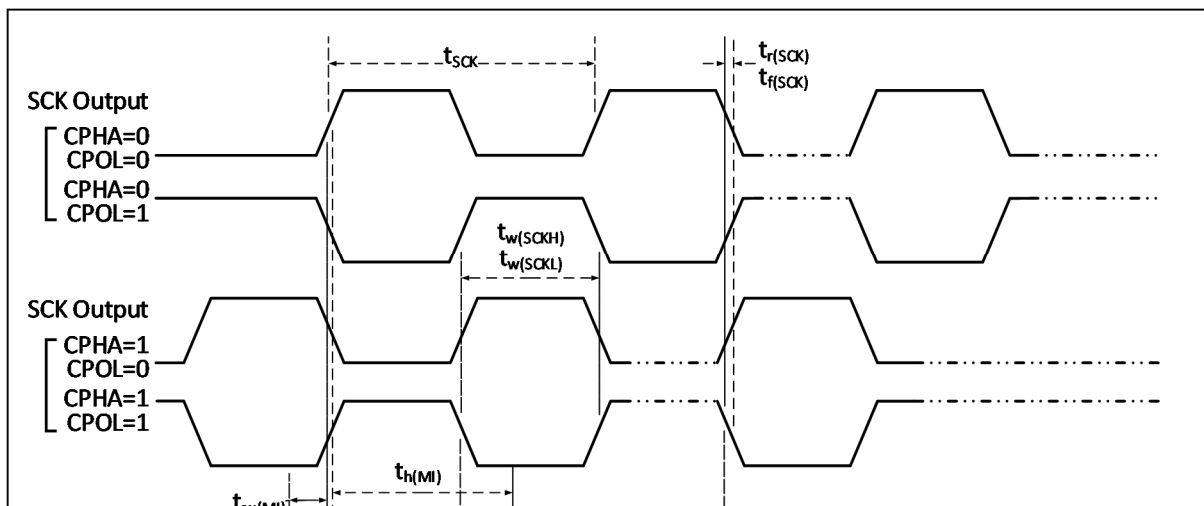 tSCK
tr(SCK)
tf(SCK)
SCK Output
CPHA=0
CPOL=0
CPHA=0
CPOL=1
tw(SCKH)
tw(SCKL)
SCK Output
CPHA=1
CPOL=0
CPHA=1
CPOL=1
th(MI)